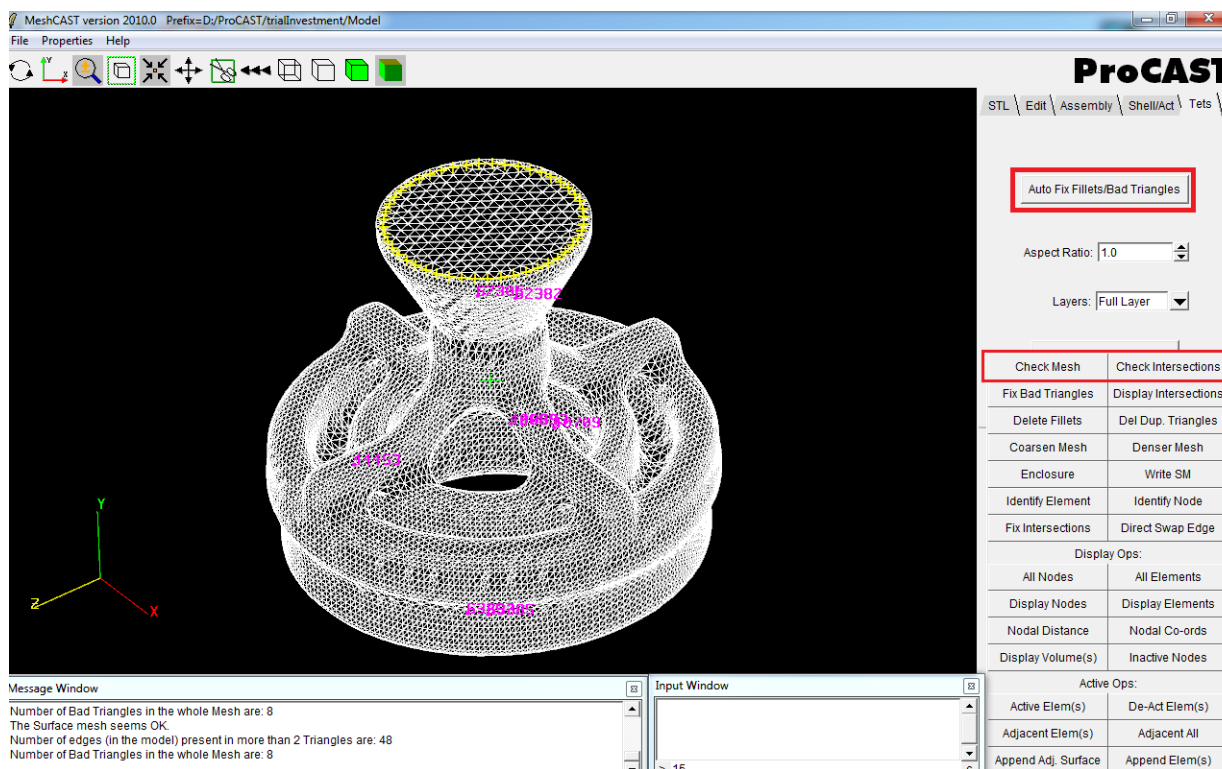 MeshCAST version 2010.0   Prefix=D:/ProCAST/trialInvestment/Model
File   Properties   Help
ProCAST
STL \ Edit \ Assembly \ Shell/Act \ Tets \
Auto Fix Fillets/Bad Triangles
Aspect Ratio: 1.0
Layers: Full Layer
Check Mesh   Check Intersections
Fix Bad Triangles   Display Intersections
Delete Fillets   Del Dup. Triangles
Coarsen Mesh   Denser Mesh
Enclosure   Write SM
Identify Element   Identify Node
Fix Intersections   Direct Swap Edge
Display Ops:
All Nodes   All Elements
Display Nodes   Display Elements
Nodal Distance   Nodal Co-ords
Display Volume(s)   Inactive Nodes
Active Ops:
Active Elem(s)   De-Act Elem(s)
Adjacent Elem(s)   Adjacent All
Append Adj. Surface   Append Elem(s)
Y
Z
X
Message Window
Number of Bad Triangles in the whole Mesh are: 8
The Surface mesh seems OK.
Number of edges (in the model) present in more than 2 Triangles are: 48
Number of Bad Triangles in the whole Mesh are: 8
Input Window
> 15